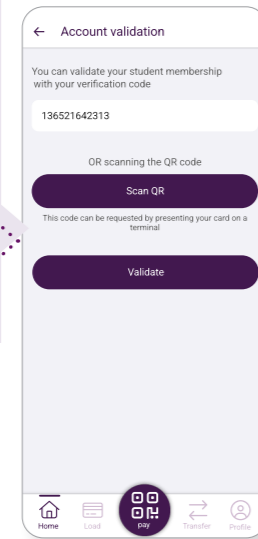 Account validation
You can validate your student membership
with your verification code
136521642313
OR scanning the QR code
Scan QR
This code can be requested by presenting your card on a
terminal
Validate
Home
Load
pay
Transfer
Profile